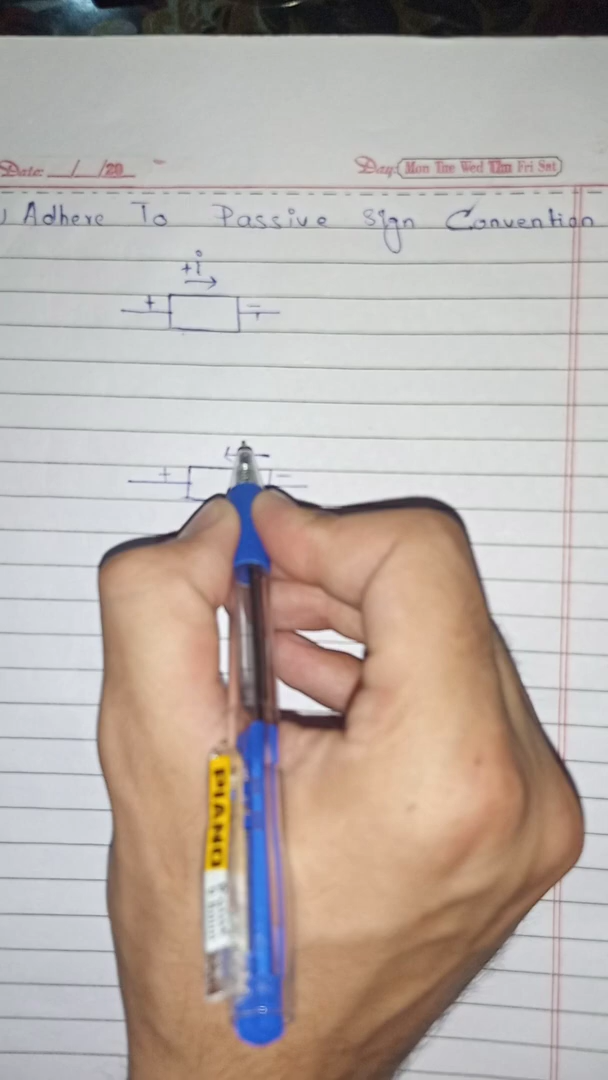 Date: / /20 Day: Mon Tue Wed Thu Fri Sat
) Adhere To Passive Sign Convention
+i
+ -
+ -
PIANO